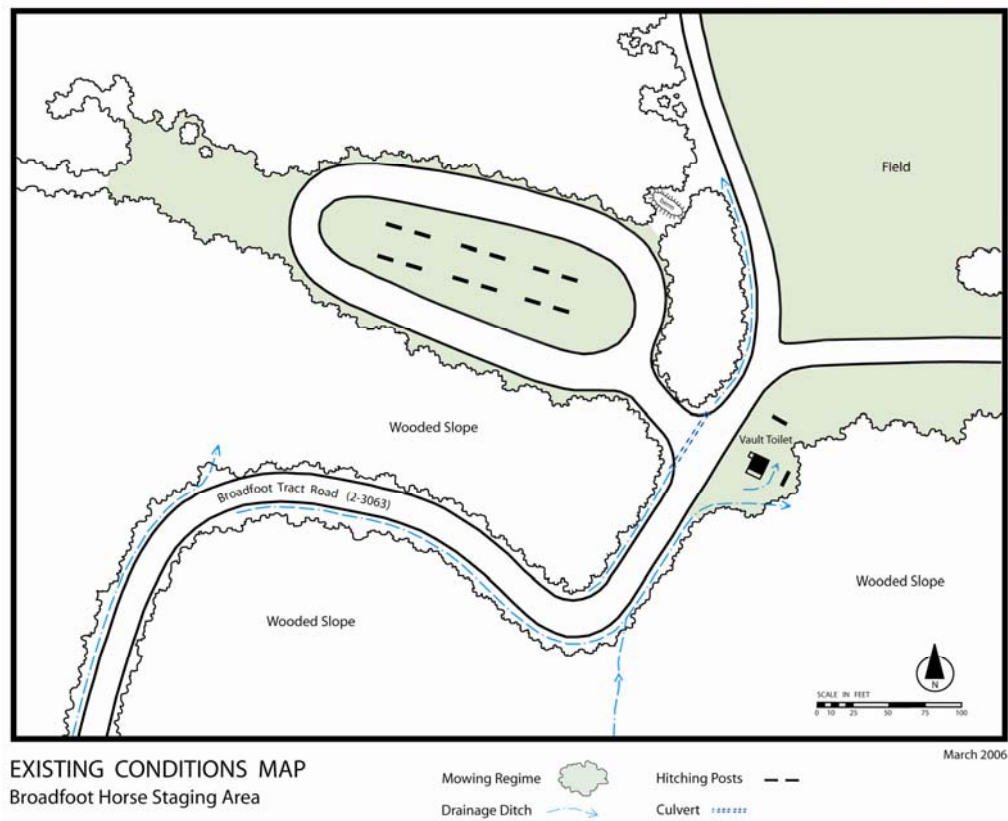 Field
berm
Vault Toilet
Wooded Slope
Broadfoot Tract Road (2-3063)
Wooded Slope
Wooded Slope
N
SCALE IN FEET
0 10 25 50 75 100
March 2006
EXISTING CONDITIONS MAP
Broadfoot Horse Staging Area
Mowing Regime
Hitching Posts
Drainage Ditch
Culvert